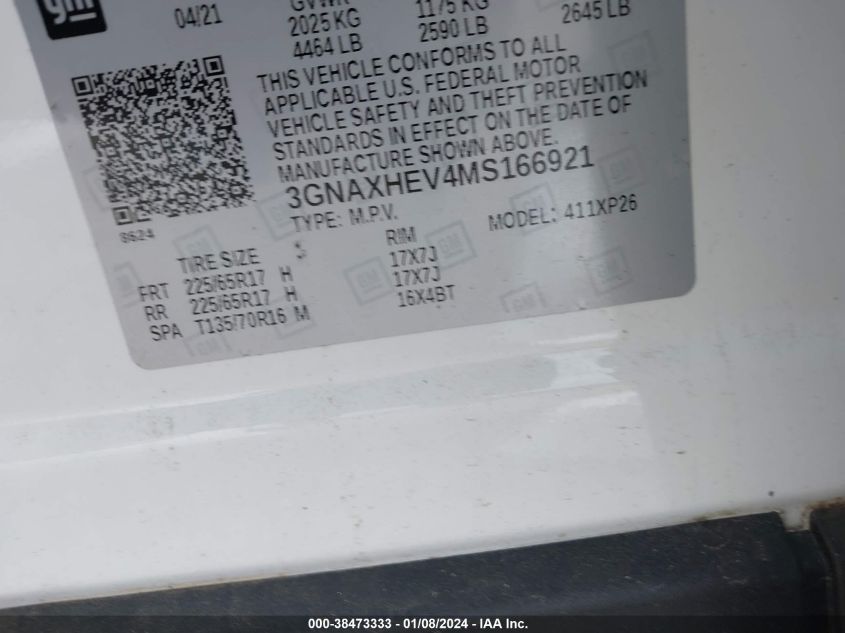 gm
04/21 GVWR
2025 KG 1175 KG
4464 LB 2590 LB 2645 LB
THIS VEHICLE CONFORMS TO ALL
APPLICABLE U.S. FEDERAL MOTOR
VEHICLE SAFETY AND THEFT PREVENTION
STANDARDS IN EFFECT ON THE DATE OF
MANUFACTURE SHOWN ABOVE.
3GNAXHEV4MS166921
8624 TYPE: M.P.V. MODEL: 411XP26
TIRE SIZE RIM
FRT 225/65R17 H 17X7J
RR 225/65R17 H 17X7J
SPA T135/70R16 M 16X4BT
000-38473333 - 01/08/2024 - IAA Inc.